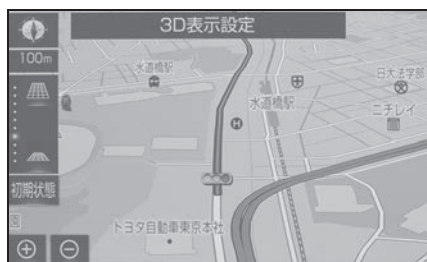 3D表示設定
100m
水道橋駅
水道橋駅
日大法学部
ニチレイ
H
初期状態
園
トヨタ自動車東京本社